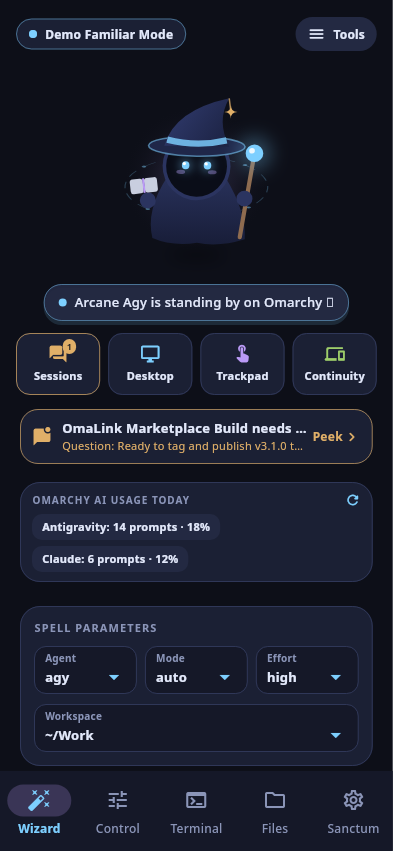 Demo Familiar Mode
Tools
Arcane Agy is standing by on Omarchy
1
Sessions
Desktop
Trackpad
Continuity
OmaLink Marketplace Build needs ...
Question: Ready to tag and publish v3.1.0 t...
Peek
OMARCHY AI USAGE TODAY
Antigravity: 14 prompts · 18%
Claude: 6 prompts · 12%
SPELL PARAMETERS
Agent
agy
Mode
auto
Effort
high
Workspace
~/Work
Wizard
Control
Terminal
Files
Sanctum